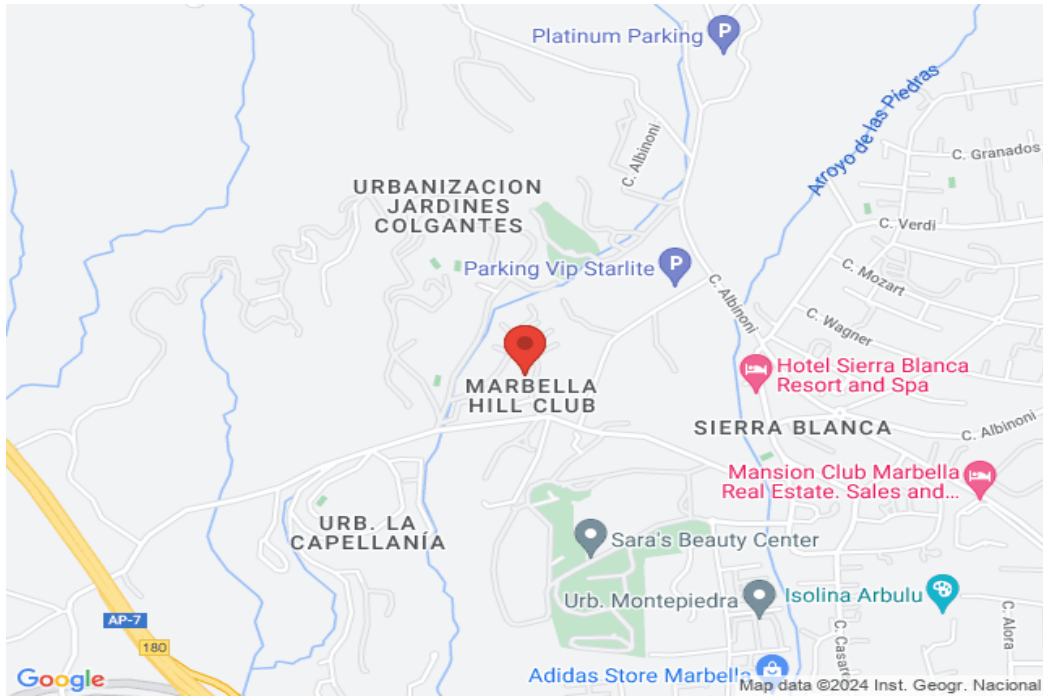 Platinum Parking
P
Arroyo de las Piedras
C. Granados
C. Albinoni
URBANIZACION
JARDINES
COLGANTES
C. Verdi
Parking Vip Starlite
P
C. Mozart
C. Albinoni
C. Wagner
Hotel Sierra Blanca
Resort and Spa
MARBELLA
HILL CLUB
SIERRA BLANCA
C. Albinoni
Mansion Club Marbella
Real Estate. Sales and...
URB. LA
CAPELLANÍA
Sara's Beauty Center
Urb. Montepiedra
Isolina Arbulu
AP-7
180
C. Casares
C. Alora
Adidas Store Marbella
Google
Map data ©2024 Inst. Geogr. Nacional